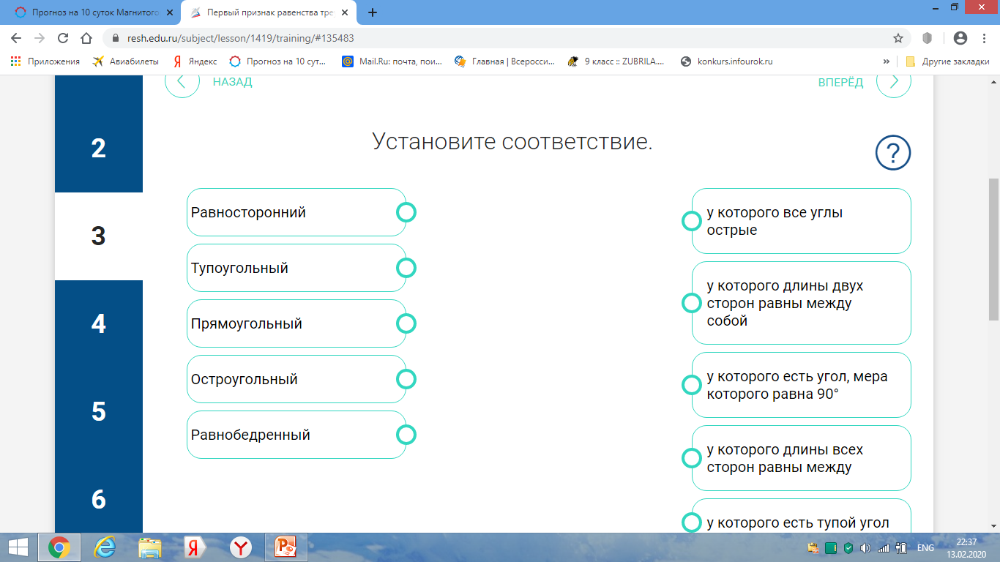 Прогноз на 10 суток Магнитого
Первый признак равенства тре
resh.edu.ru/subject/lesson/1419/training/#135483
Приложения
Авиабилеты
Яндекс
Прогноз на 10 сут...
Mail.Ru: почта, пои...
Главная | Всеросси...
9 класс :: ZUBRILA....
konkurs.infourok.ru
»
Другие закладки
НАЗАД
ВПЕРЁД
2
3
4
5
6
Установите соответствие.
?
Равносторонний
Тупоугольный
Прямоугольный
Остроугольный
Равнобедренный
у которого все углы
острые
у которого длины двух
сторон равны между
собой
у которого есть угол, мера
которого равна 90°
у которого длины всех
сторон равны между
у которого есть тупой угол
ENG
22:37
13.02.2020